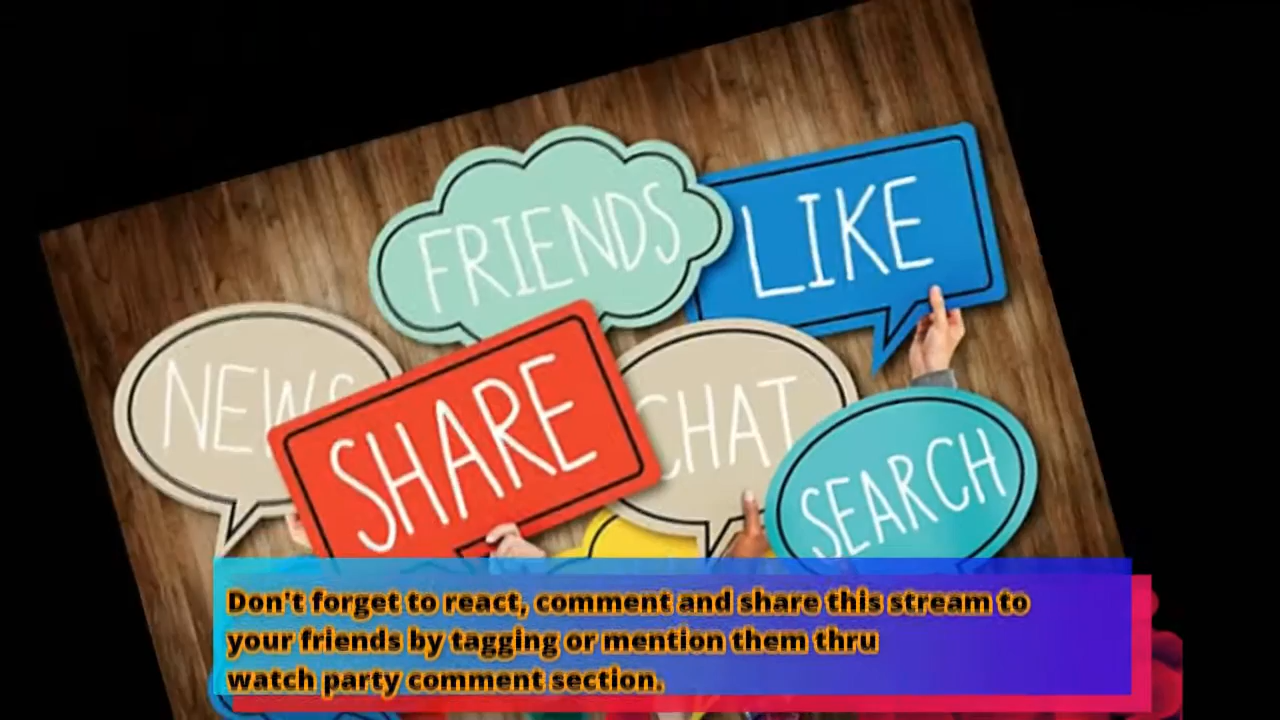 FRIENDS
LIKE
NEWS
SHARE
CHAT
SEARCH
Don't forget to react, comment and share this stream to
your friends by tagging or mention them thru
watch party comment section.